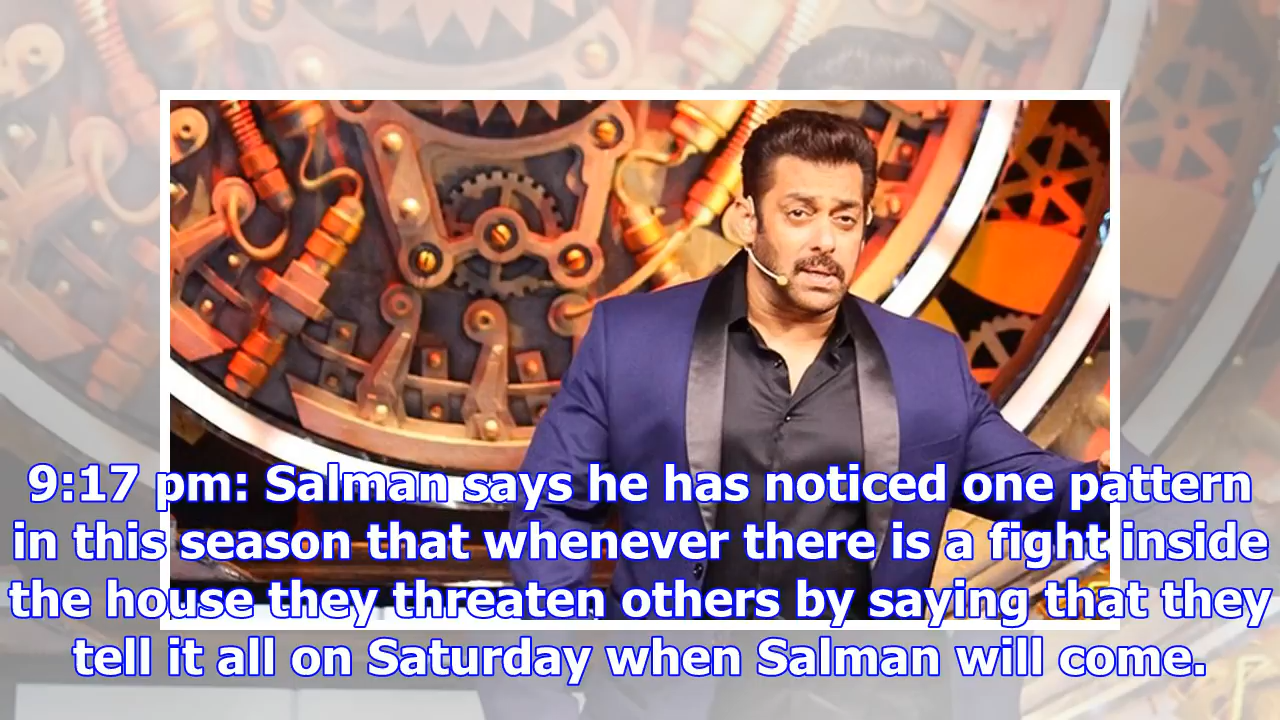 9:17 pm: Salman says he has noticed one pattern
in this season that whenever there is a fight inside
the house they threaten others by saying that they
tell it all on Saturday when Salman will come.